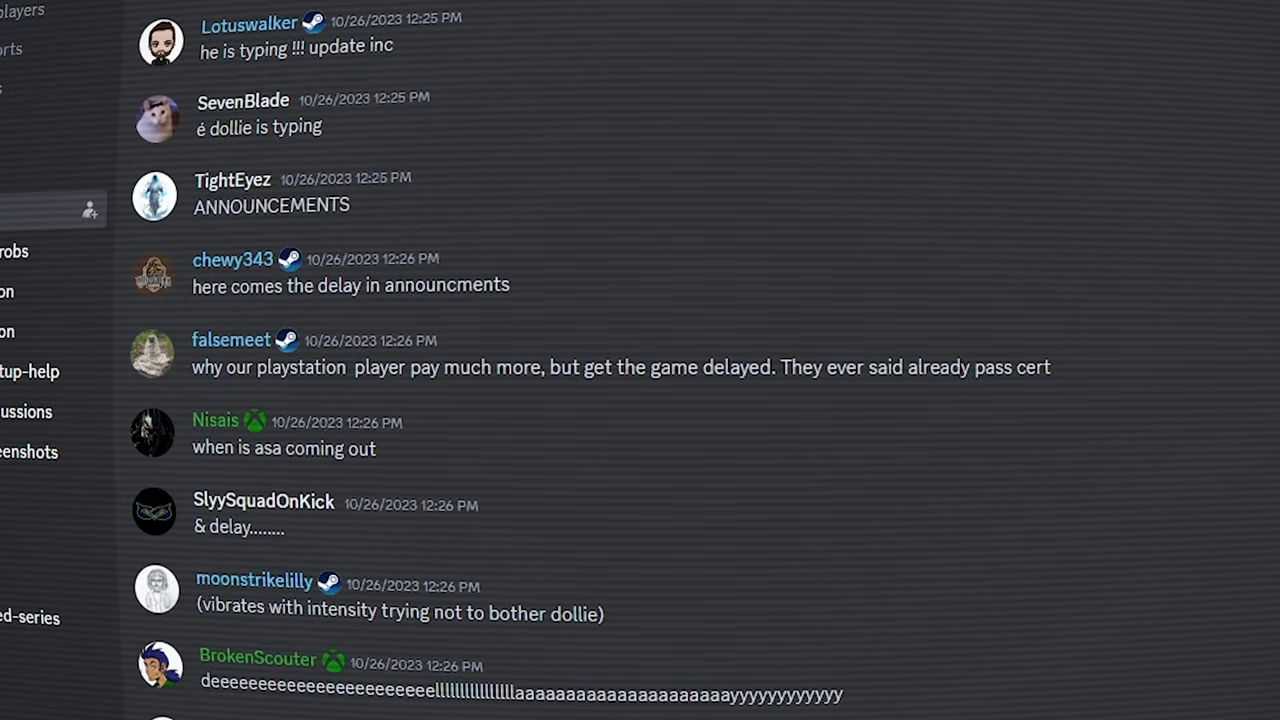 players
orts
s
robs
on
on
tup-help
ussions
eenshots
ed-series
Lotuswalker 10/26/2023 12:25 PM
he is typing !!! update inc
SevenBlade 10/26/2023 12:25 PM
é dollie is typing
TightEyez 10/26/2023 12:25 PM
ANNOUNCEMENTS
chewy343 10/26/2023 12:26 PM
here comes the delay in announcments
falsemeet 10/26/2023 12:26 PM
why our playstation player pay much more, but get the game delayed. They ever said already pass cert
Nisais 10/26/2023 12:26 PM
when is asa coming out
SlyySquadOnKick 10/26/2023 12:26 PM
& delay........
moonstrikelilly 10/26/2023 12:26 PM
(vibrates with intensity trying not to bother dollie)
BrokenScouter 10/26/2023 12:26 PM
deeeeeeeeeeeeeeeeeeeeeelllllllllllllllllaaaaaaaaaaaaaaaaaaaaayyyyyyyyyyyy